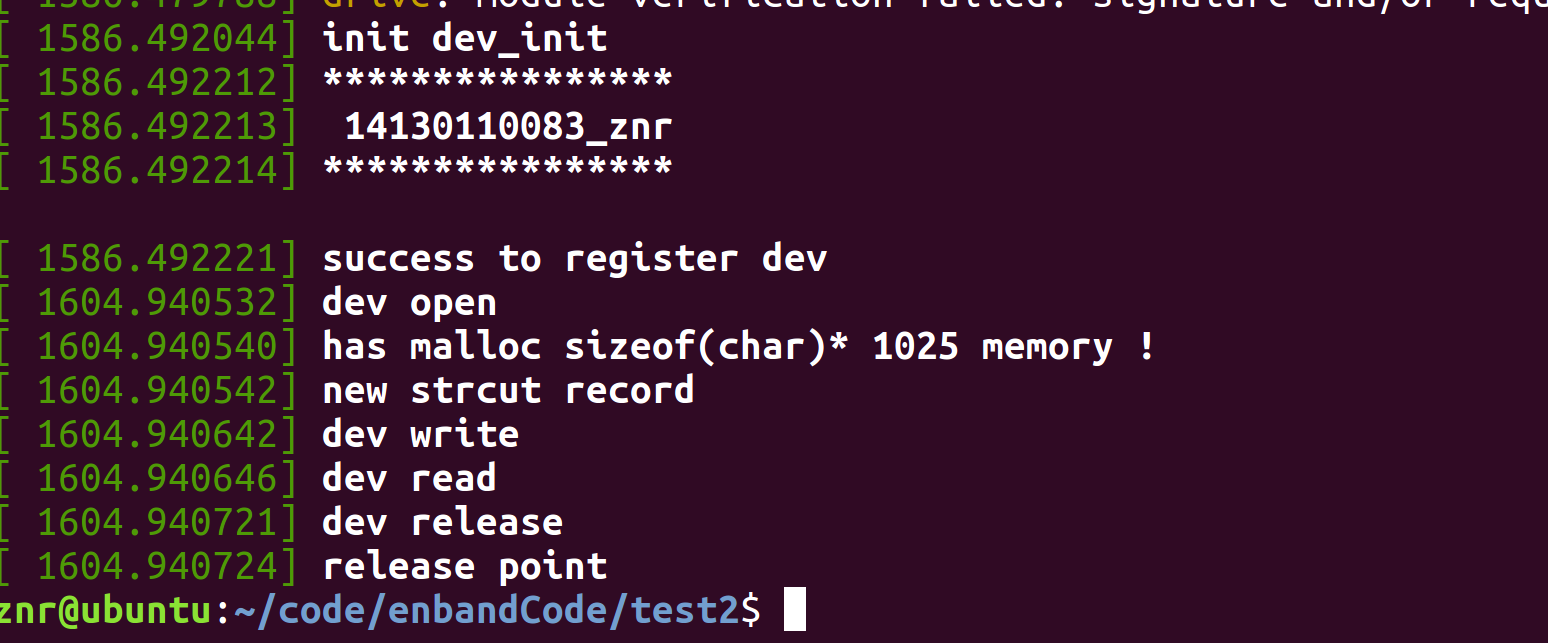 [ 1586.479788] drive: module verification failed: signature and/or requ
[ 1586.492044] init dev_init
[ 1586.492212] ****************
[ 1586.492213]  14130110083_znr
[ 1586.492214] ****************
[ 1586.492221] success to register dev
[ 1604.940532] dev open
[ 1604.940540] has malloc sizeof(char)* 1025 memory !
[ 1604.940542] new strcut record
[ 1604.940642] dev write
[ 1604.940646] dev read
[ 1604.940721] dev release
[ 1604.940724] release point
znr@ubuntu:~/code/enbandCode/test2$